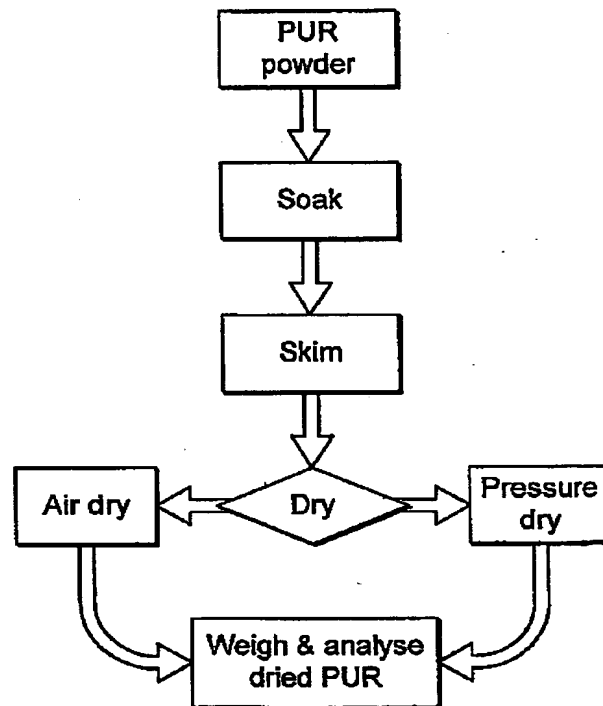 PUR
powder
Soak
Skim
Dry
Air dry
Pressure
dry
Weigh & analyse
dried PUR